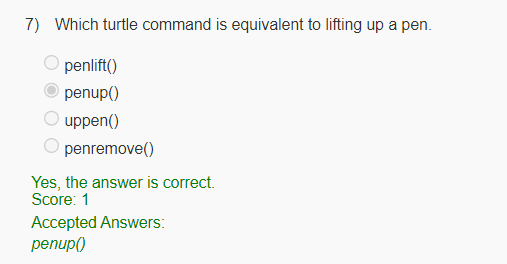 7) Which turtle command is equivalent to lifting up a pen.
penlift()
penup()
uppen()
penremove()
Yes, the answer is correct.
Score: 1
Accepted Answers:
penup()